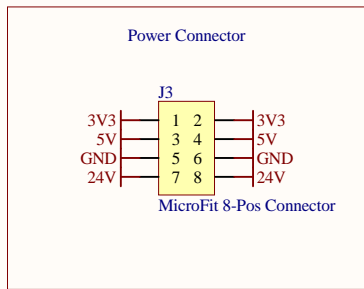 Power Connector
J3
3V3 1 2 3V3
5V 3 4 5V
GND 5 6 GND
24V 7 8 24V
MicroFit 8-Pos Connector